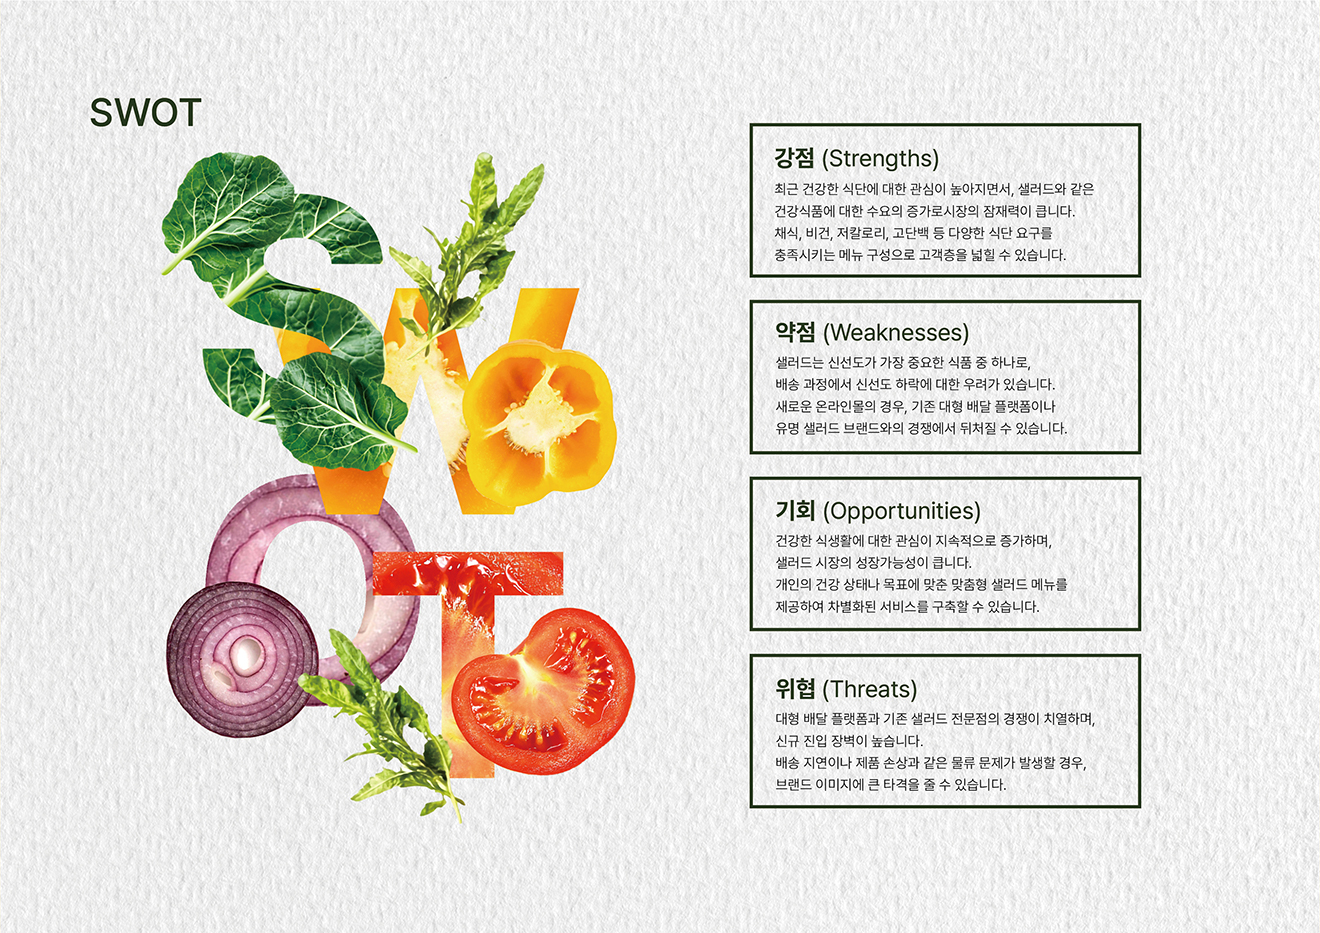 SWOT
SWOT
강점 (Strengths)
최근 건강한 식단에 대한 관심이 높아지면서, 샐러드와 같은
건강식품에 대한 수요의 증가로시장의 잠재력이 큽니다.
채식, 비건, 저칼로리, 고단백 등 다양한 식단 요구를
충족시키는 메뉴 구성으로 고객층을 넓힐 수 있습니다.
약점 (Weaknesses)
샐러드는 신선도가 가장 중요한 식품 중 하나로,
배송 과정에서 신선도 하락에 대한 우려가 있습니다.
새로운 온라인몰의 경우, 기존 대형 배달 플랫폼이나
유명 샐러드 브랜드와의 경쟁에서 뒤처질 수 있습니다.
기회 (Opportunities)
건강한 식생활에 대한 관심이 지속적으로 증가하며,
샐러드 시장의 성장가능성이 큽니다.
개인의 건강 상태나 목표에 맞춘 맞춤형 샐러드 메뉴를
제공하여 차별화된 서비스를 구축할 수 있습니다.
위협 (Threats)
대형 배달 플랫폼과 기존 샐러드 전문점의 경쟁이 치열하며,
신규 진입 장벽이 높습니다.
배송 지연이나 제품 손상과 같은 물류 문제가 발생할 경우,
브랜드 이미지에 큰 타격을 줄 수 있습니다.